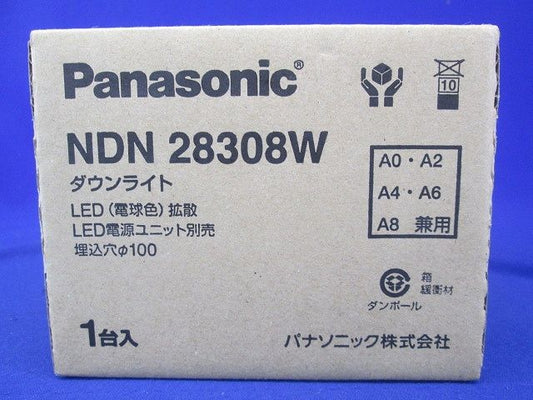 Panasonic®
10
NDN 28308W
A0・A2
A4・A6
A8 兼用
ダウンライト
LED（電球色）拡散
LED電源ユニット別売
埋込穴φ100
箱
緩衝材
ダンボール
1台入
パナソニック株式会社